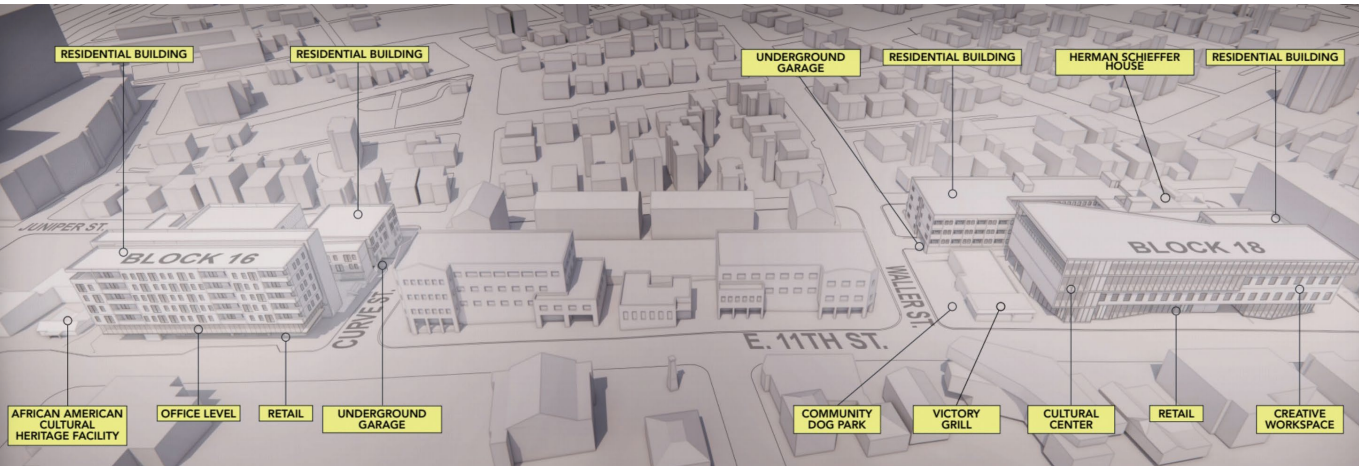 RESIDENTIAL BUILDING
RESIDENTIAL BUILDING
UNDERGROUND
GARAGE
RESIDENTIAL BUILDING
HERMAN SCHIEFFER
HOUSE
RESIDENTIAL BUILDING
JUNIPER ST.
BLOCK 16
BLOCK 18
CURVE ST.
WALLER ST.
E. 11TH ST.
AFRICAN AMERICAN
CULTURAL
HERITAGE FACILITY
OFFICE LEVEL
RETAIL
UNDERGROUND
GARAGE
COMMUNITY
DOG PARK
VICTORY
GRILL
CULTURAL
CENTER
RETAIL
CREATIVE
WORKSPACE